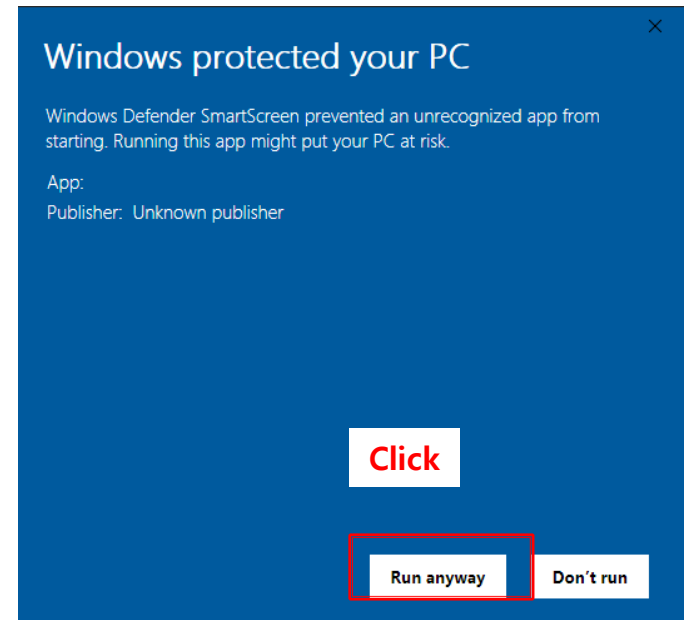 Windows protected your PC
Windows Defender SmartScreen prevented an unrecognized app from
starting. Running this app might put your PC at risk.
App:
Publisher: Unknown publisher
Click
Run anyway Don't run